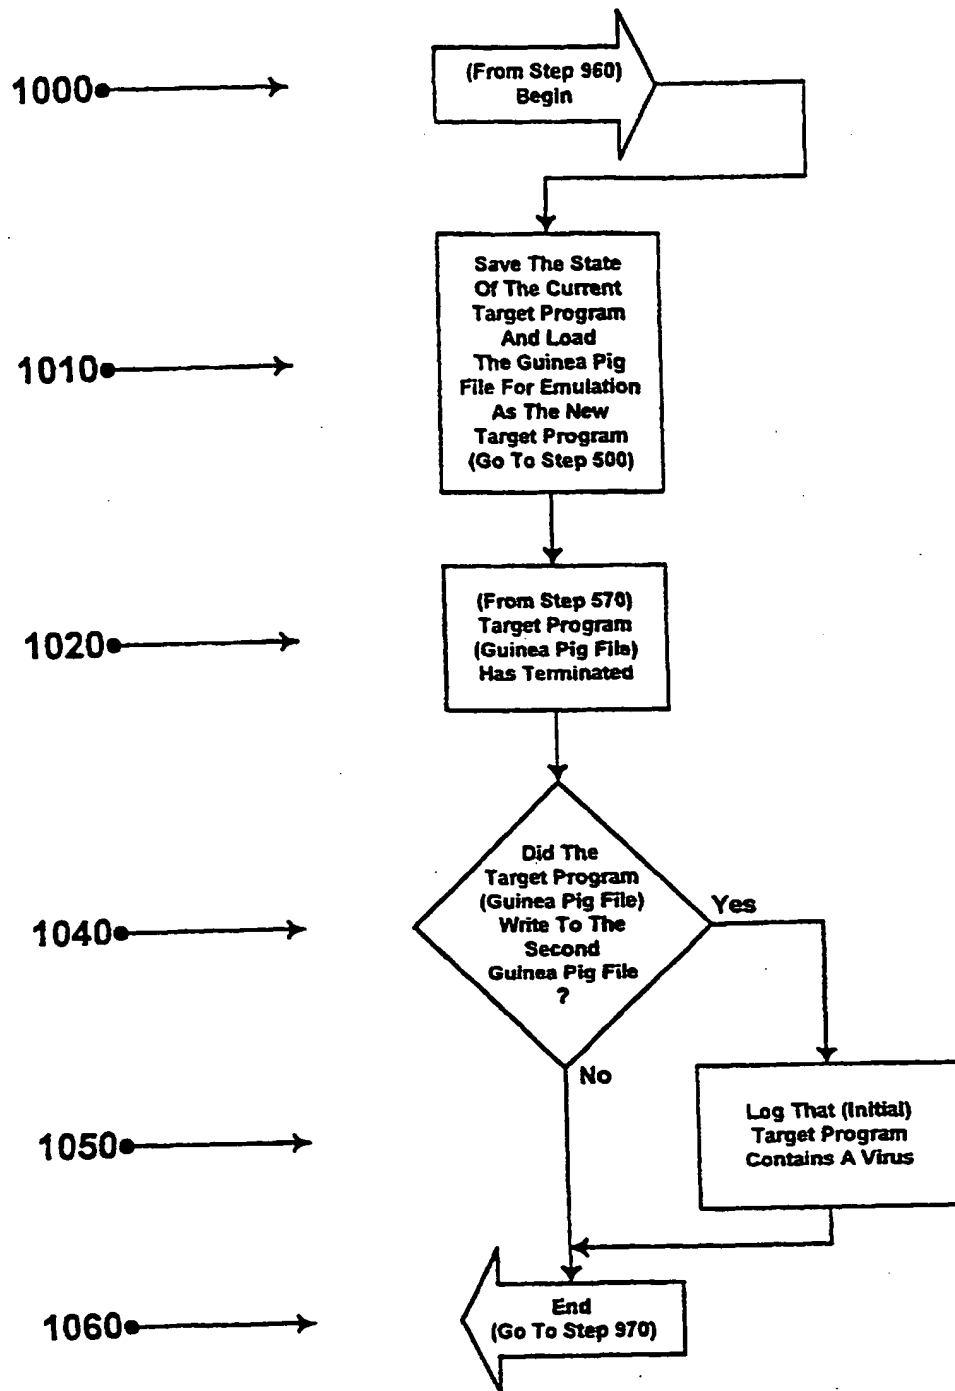 1000
(From Step 960)
Begin
1010
Save The State
Of The Current
Target Program
And Load
The Guinea Pig
File For Emulation
As The New
Target Program
(Go To Step 500)
1020
(From Step 570)
Target Program
(Guinea Pig File)
Has Terminated
1040
Did The
Target Program
(Guinea Pig File)
Write To The
Second
Guinea Pig File
?
Yes
No
1050
Log That (Initial)
Target Program
Contains A Virus
1060
End
(Go To Step 970)